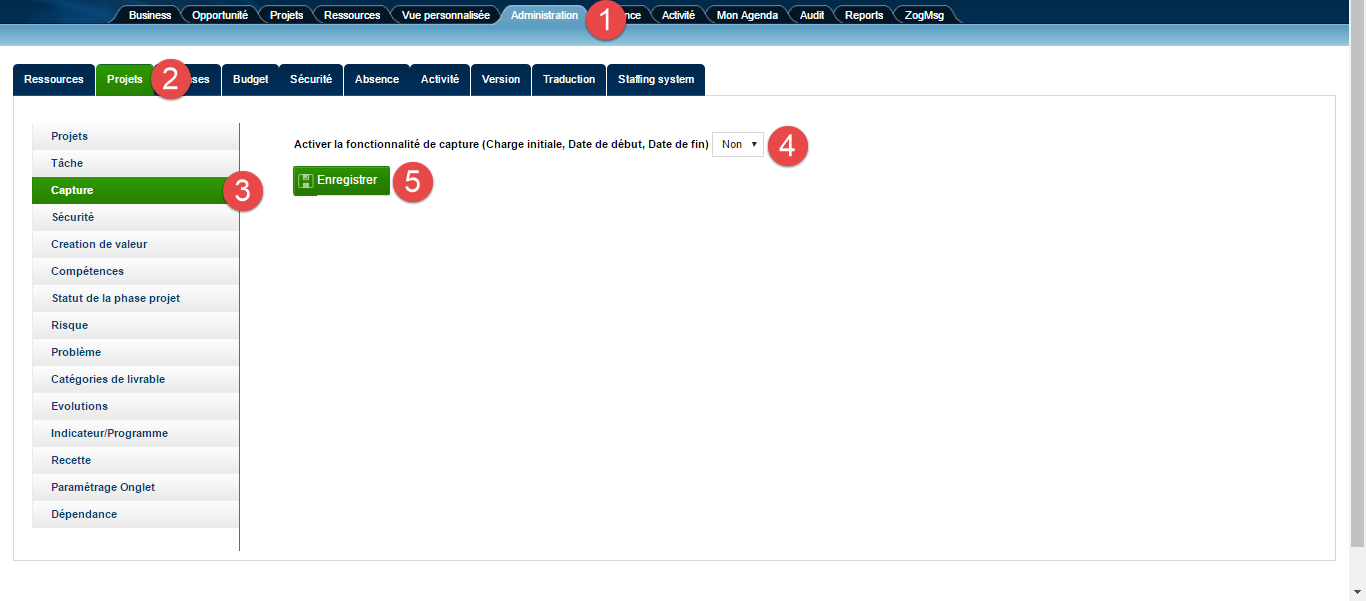 Business Opportunité Projets Ressources Vue personnalisée Administration 1 nce Activité Mon Agenda Audit Reports ZogMsg
Ressources Projets 2 ses Budget Sécurité Absence Activité Version Traduction Staffing system
Projets
Activer la fonctionnalité de capture (Charge initiale, Date de début, Date de fin) Non 4
Tâche
Enregistrer 5
Capture 3
Sécurité
Creation de valeur
Compétences
Statut de la phase projet
Risque
Problème
Catégories de livrable
Evolutions
Indicateur/Programme
Recette
Paramétrage Onglet
Dépendance